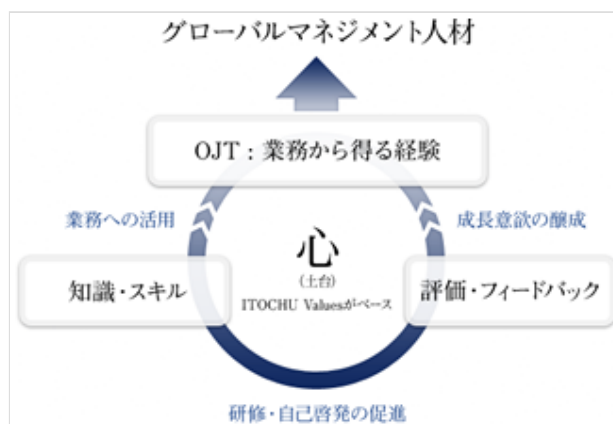 グローバルマネジメント人材
OJT：業務から得る経験
業務への活用
成長意欲の醸成
心
(土台)
ITOCHU Valuesがベース
知識・スキル
評価・フィードバック
研修・自己啓発の促進